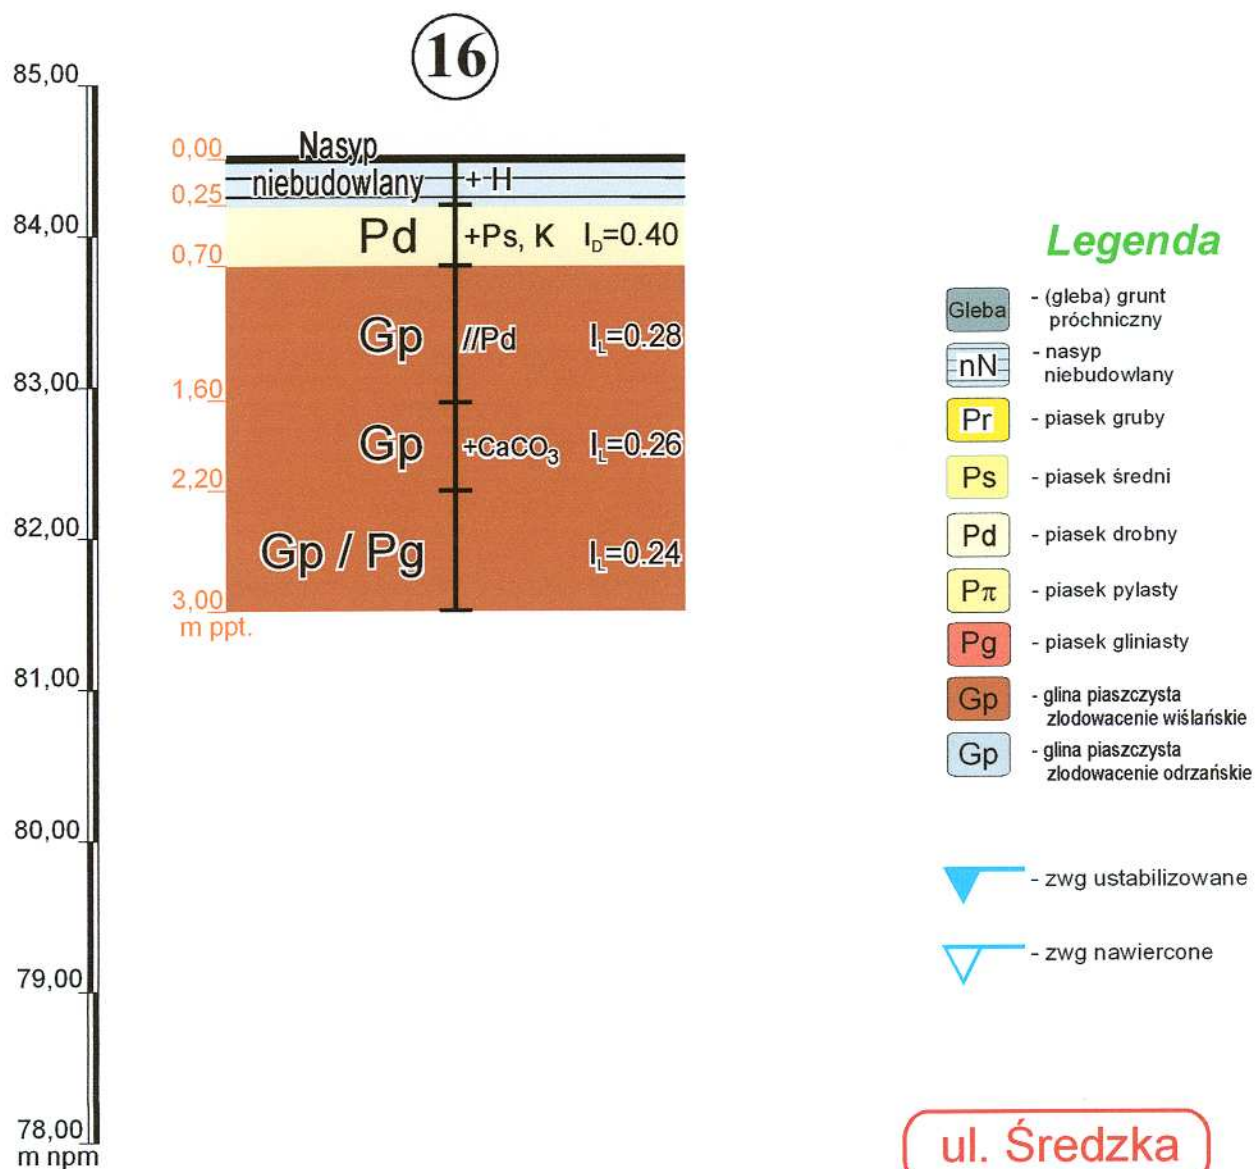 16
85,00
84,00
83,00
82,00
81,00
80,00
79,00
78,00
m npm
0,00
0,25
0,70
1,60
2,20
3,00
m ppt.
Nasyp
niebudowlany + H
Pd +Ps, K I_D=0.40
Gp //Pd I_L=0.28
Gp +CaCO₃ I_L=0.26
Gp / Pg I_L=0.24
Legenda
Gleba - (gleba) grunt
próchniczny
nN - nasyp
niebudowlany
Pr - piasek gruby
Ps - piasek średni
Pd - piasek drobny
Pπ - piasek pylasty
Pg - piasek gliniasty
Gp - glina piaszczysta
zlodowacenie wiślańskie
Gp - glina piaszczysta
zlodowacenie odrzańskie
- zwg ustabilizowane
- zwg nawiercone
ul. Średzka